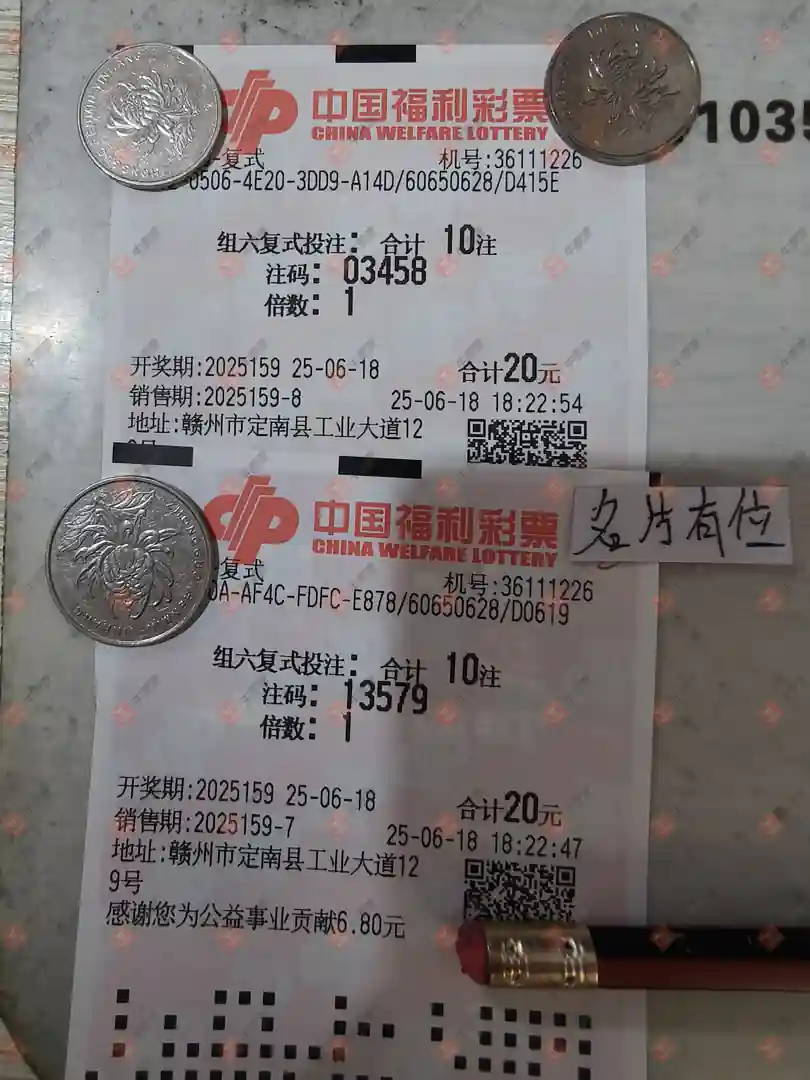 中国福利彩票
CHINA WELFARE LOTTERY
1035
复式 机号:36111226
0506-4E20-3DD9-A14D/60650628/D415E
组六复式投注: 合计 10注
注码: 03458
倍数: 1
开奖期:2025159 25-06-18 合计20元
销售期:2025159-8 25-06-18 18:22:54
地址:赣州市定南县工业大道12
中国福利彩票
CHINA WELFARE LOTTERY
名片有位
复式 机号:36111226
0A-AF4C-FDFC-E878/60650628/D0619
组六复式投注: 合计 10注
注码: 13579
倍数: 1
开奖期:2025159 25-06-18 合计20元
销售期:2025159-7 25-06-18 18:22:47
地址:赣州市定南县工业大道12
9号
感谢您为公益事业贡献6.80元